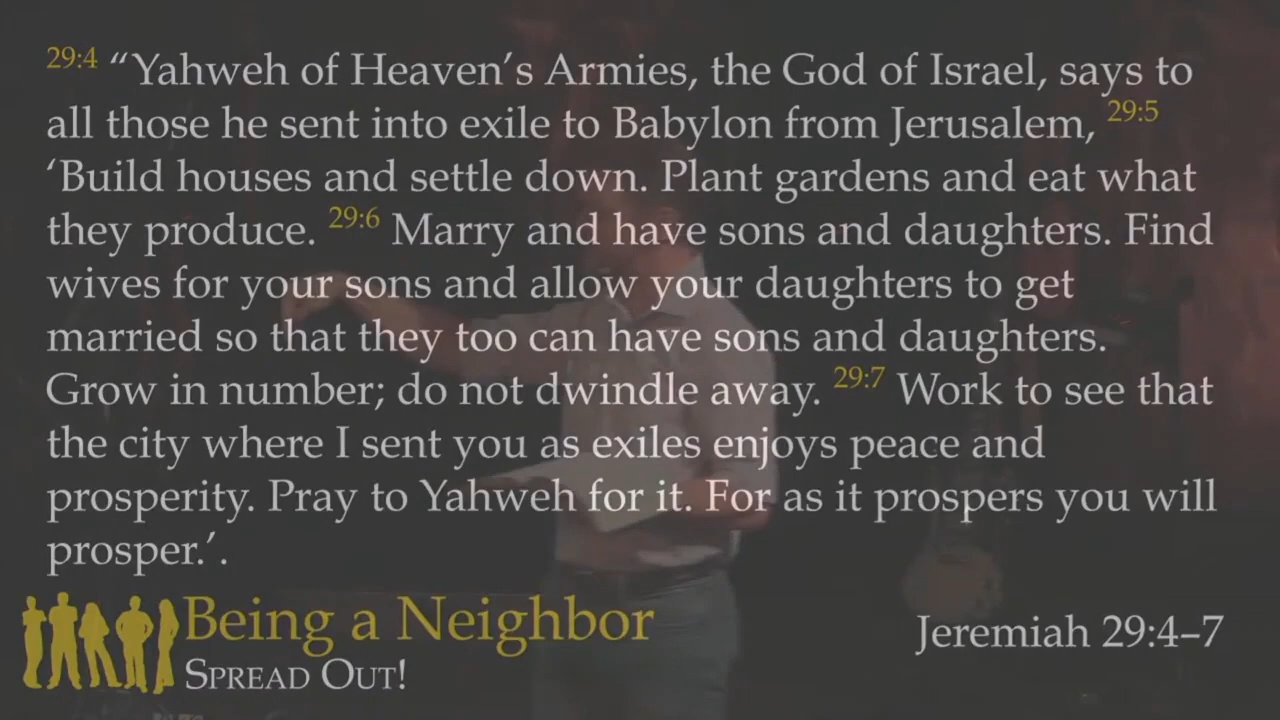 29:4 “Yahweh of Heaven’s Armies, the God of Israel, says to
all those he sent into exile to Babylon from Jerusalem, 29:5
‘Build houses and settle down. Plant gardens and eat what
they produce. 29:6 Marry and have sons and daughters. Find
wives for your sons and allow your daughters to get
married so that they too can have sons and daughters.
Grow in number; do not dwindle away. 29:7 Work to see that
the city where I sent you as exiles enjoys peace and
prosperity. Pray to Yahweh for it. For as it prospers you will
prosper.’.
Being a Neighbor
SPREAD OUT!
Jeremiah 29:4–7